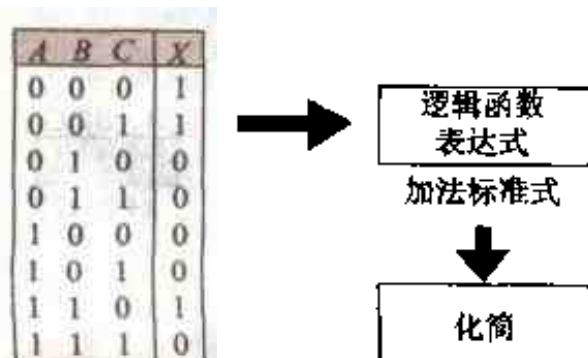 A B C X
0 0 0 1
0 0 1 1
0 1 0 0
0 1 1 0
1 0 0 0
1 0 1 0
1 1 0 1
1 1 1 0
逻辑函数
表达式
加法标准式
化简